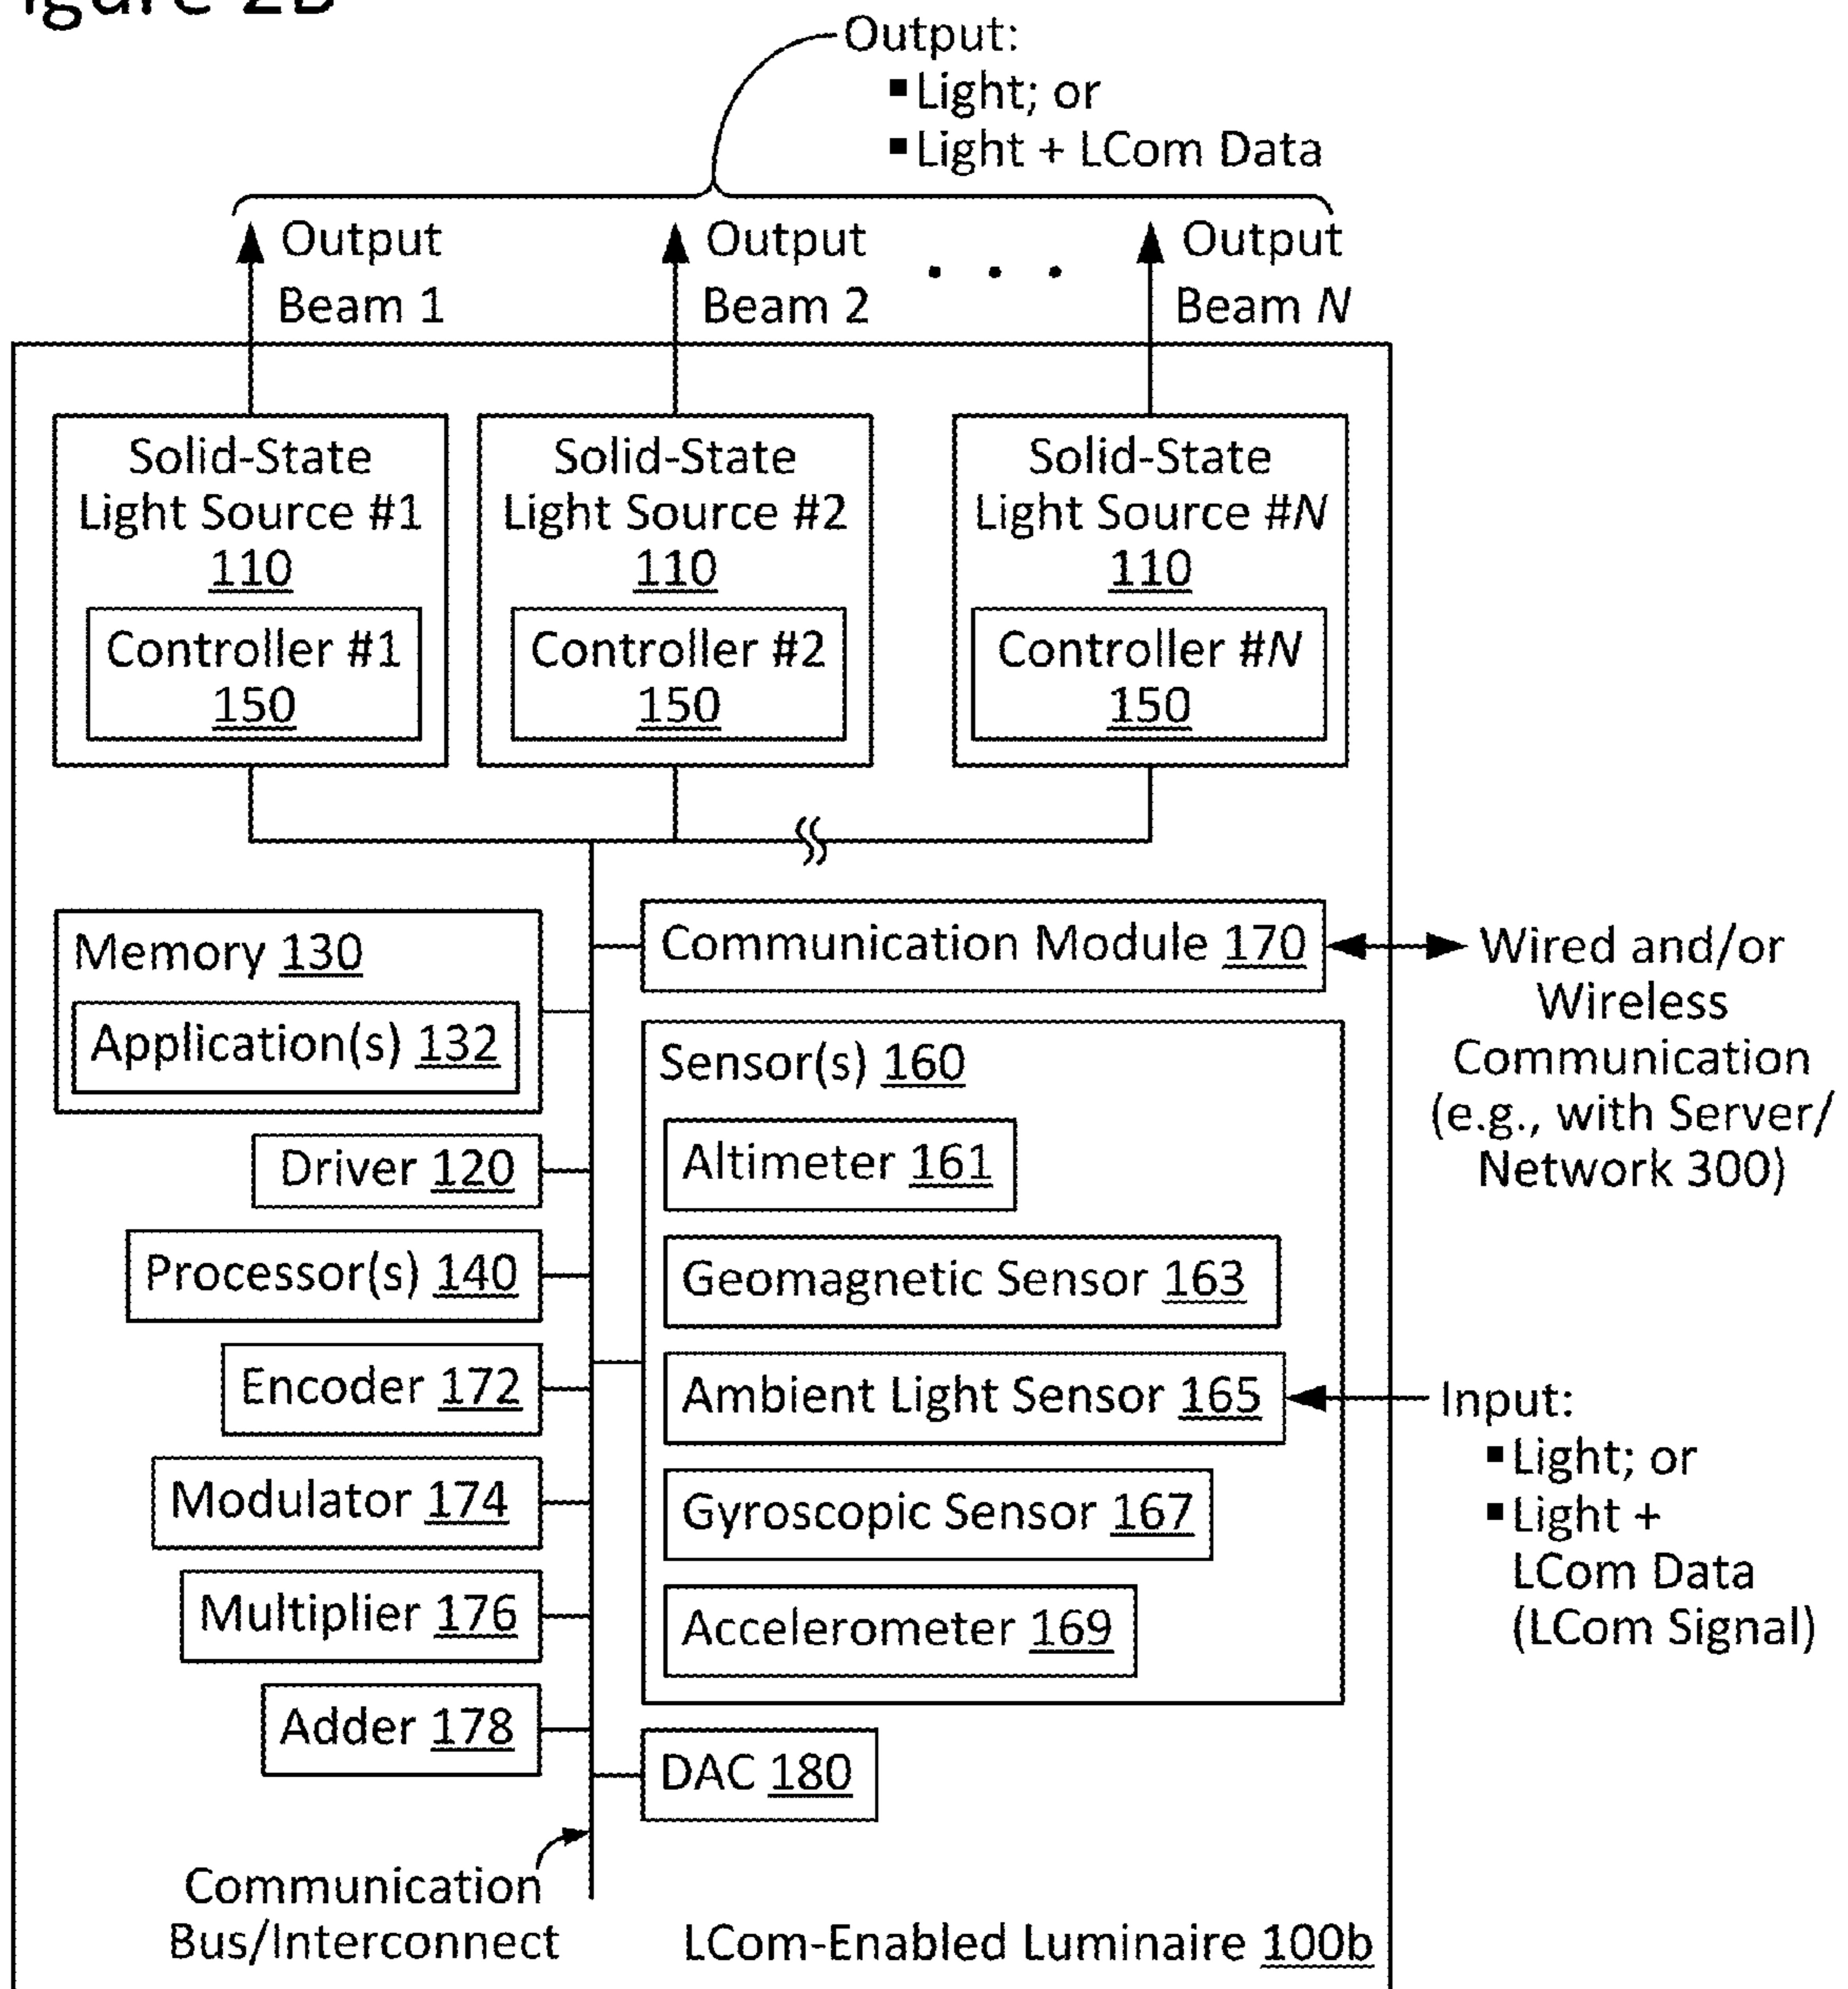 Output:
▪Light; or
▪Light + LCom Data
Output
Beam 1
Output
Beam 2
. . .
Output
Beam N
Solid-State
Light Source #1
110
Controller #1
150
Solid-State
Light Source #2
110
Controller #2
150
Solid-State
Light Source #N
110
Controller #N
150
Memory 130
Application(s) 132
Driver 120
Processor(s) 140
Encoder 172
Modulator 174
Multiplier 176
Adder 178
Communication
Bus/Interconnect
Communication Module 170
Wired and/or
Wireless
Communication
(e.g., with Server/
Network 300)
Sensor(s) 160
Altimeter 161
Geomagnetic Sensor 163
Ambient Light Sensor 165
Gyroscopic Sensor 167
Accelerometer 169
Input:
▪Light; or
▪Light +
LCom Data
(LCom Signal)
DAC 180
LCom-Enabled Luminaire 100b